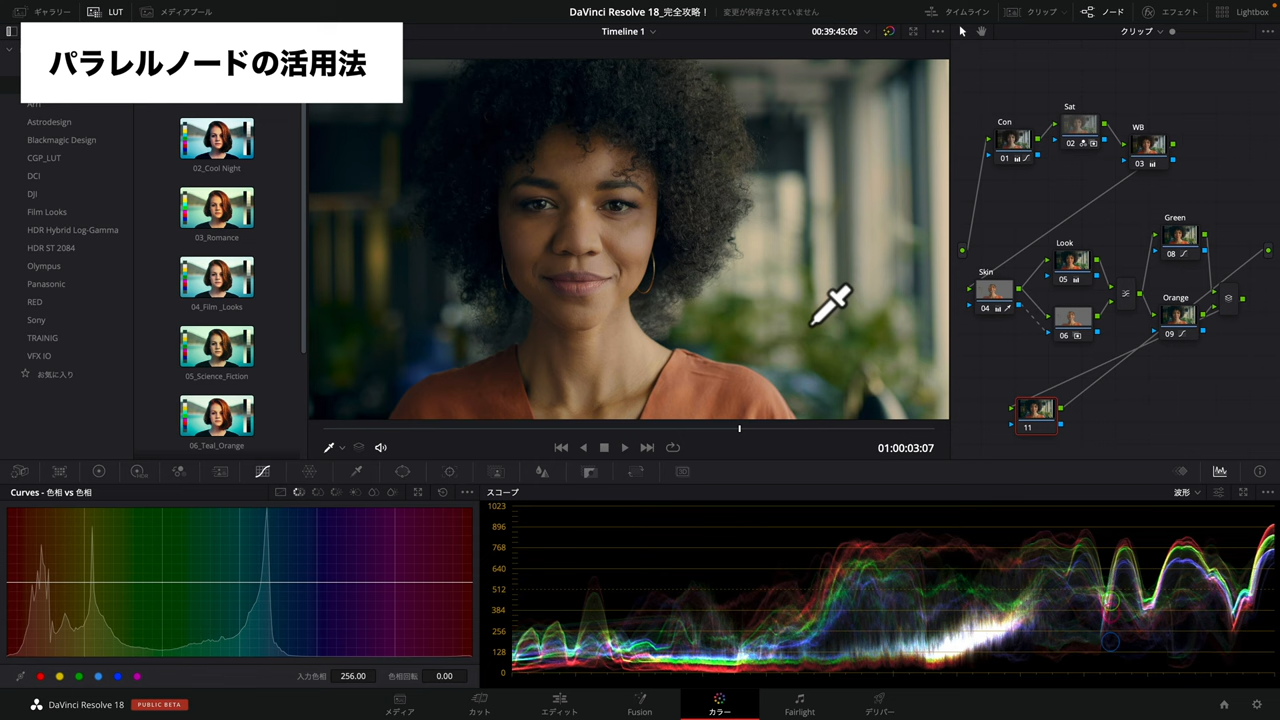 ギャラリー
LUT
メディアプール
DaVinci Resolve 18_完全攻略！
変更が保存されていません
タイムライン
クリップ
ノード
エフェクト
Lightbox
Timeline 1
00:39:45:05
クリップ
パラレルノードの活用法
Astrodesign
Blackmagic Design
CGP_LUT
DCI
DJI
Film Looks
HDR Hybrid Log-Gamma
HDR ST 2084
Olympus
Panasonic
RED
Sony
TRAINIG
VFX IO
お気に入り
02_Cool Night
03_Romance
04_Film _Looks
05_Science_Fiction
06_Teal_Orange
Con
01
Sat
02
WB
03
Skin
04
Look
05
06
Green
08
Orange
09
11
01:00:03:07
Curves - 色相 vs 色相
入力色相
256.00
色相回転
0.00
スコープ
波形
1023
896
768
640
512
384
256
128
0
DaVinci Resolve 18
PUBLIC BETA
メディア
カット
エディット
Fusion
カラー
Fairlight
デリバー